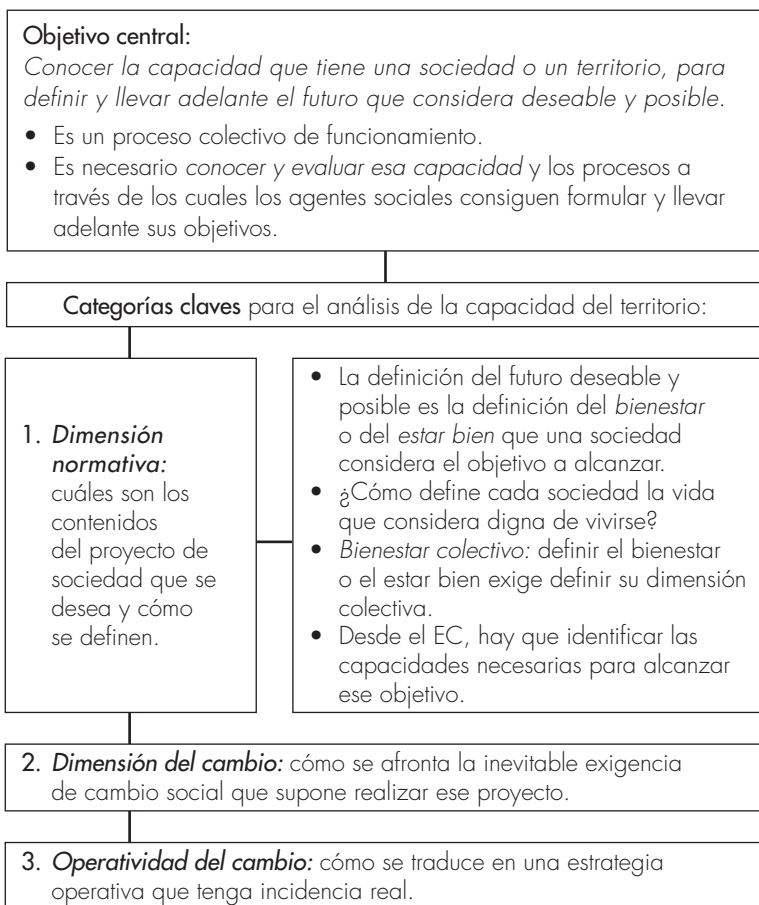 Objetivo central:
Conocer la capacidad que tiene una sociedad o un territorio, para
definir y llevar adelante el futuro que considera deseable y posible.
• Es un proceso colectivo de funcionamiento.
• Es necesario conocer y evaluar esa capacidad y los procesos a
través de los cuales los agentes sociales consiguen formular y llevar
adelante sus objetivos.
Categorías claves para el análisis de la capacidad del territorio:
1. Dimensión
normativa:
cuáles son los
contenidos
del proyecto de
sociedad que se
desea y cómo
se definen.
• La definición del futuro deseable y
posible es la definición del bienestar
o del estar bien que una sociedad
considera el objetivo a alcanzar.
• ¿Cómo define cada sociedad la vida
que considera digna de vivirse?
• Bienestar colectivo: definir el bienestar
o el estar bien exige definir su dimensión
colectiva.
• Desde el EC, hay que identificar las
capacidades necesarias para alcanzar
ese objetivo.
2. Dimensión del cambio: cómo se afronta la inevitable exigencia
de cambio social que supone realizar ese proyecto.
3. Operatividad del cambio: cómo se traduce en una estrategia
operativa que tenga incidencia real.